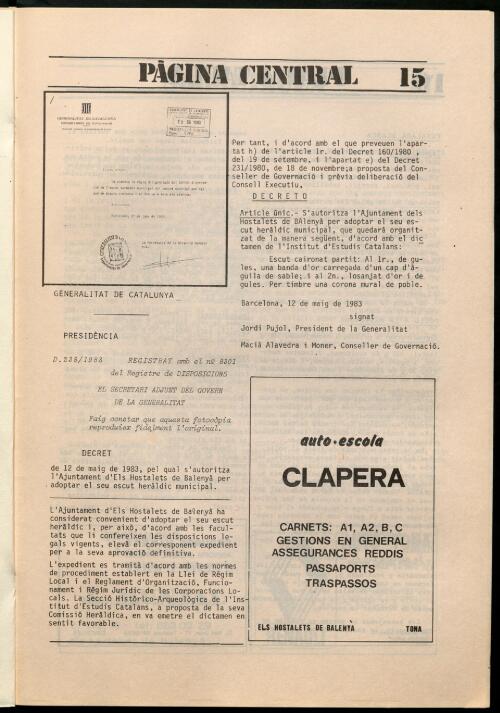 PÀGINA CENTRAL 15
GENERALITAT DE CATALUNYA
PRESIDÈNCIA
D.238/1983 REGISTRAT amb el nº 8301
del Registre de DISPOSICIONS
EL SECRETARI ADJUNT DEL GOVERN
DE LA GENERALITAT
Faig constar que aquesta fotocòpia
reprodueix fidelment l'original.
DECRET
de 12 de maig de 1983, pel qual s'autoritza
l'Ajuntament d'Els Hostalets de Balenyà per
adoptar el seu escut heràldic municipal.
L'Ajuntament d'Els Hostalets de Balenyà ha
considerat convenient d'adoptar el seu escut
heràldic i, per això, d'acord amb les facul-
tats que li confereixen les disposicions le-
gals vigents, elevà el corresponent expedient
per a la seva aprovació definitiva.
L'expedient es tramità d'acord amb les normes
de procediment establert en la Llei de Règim
Local i el Reglament d'Organització, Funcio-
nament i Règim Jurídic de les Corporacions Lo-
cals. La Secció Històrico-Arqueològica de l'Ins-
titut d'Estudis Catalans, a proposta de la seva
Comissió Heràldica, en va emetre el dictamen en
sentit favorable.
Per tant, i d'acord amb el que preveuen l'apar-
tat h) de l'article 1r. del Decret 160/1980 ,
del 19 de setembre, i l'apartat e) del Decret
231/1980, de 18 de novembre;a proposta del Con-
seller de Governació i prèvia deliberació del
Consell Executiu,
DECRETO
Article únic.- S'autoritza l'Ajuntament dels
Hostalets de BAlenyà per adoptar el seu es-
cut heràldic municipal, que quedarà organit-
zat de la manera següent, d'acord amb el dic
tamen de l'Institut d'Estudis Catalans:
Escut caironat partit: Al 1r., de gu-
les, una banda d'or carregada d'un cap d'à-
guila de sable;.i al 2n., losanjat d'or i de
gules. Per timbre una corona mural de poble.
Barcelona, 12 de maig de 1983
signat
Jordi Pujol, President de la Generalitat
Macià Alavedra i Moner, Conseller de Governació.
auto-escola
CLAPERA
CARNETS: A1, A2, B, C
GESTIONS EN GENERAL
ASSEGURANCES REDDIS
PASSAPORTS
TRASPASSOS
ELS HOSTALETS DE BALENYÀ TONA